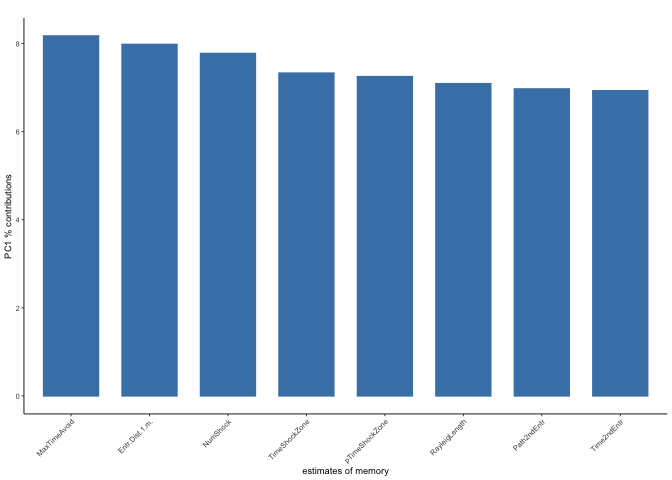 PC1 % contributions
8
6
4
2
0
MaxTimeAvoid
Entr.Dist.1.m.
NumShock
TimeShockZone
pTimeShockZone
RayleigLength
Path2ndEntr
Time2ndEntr
estimates of memory